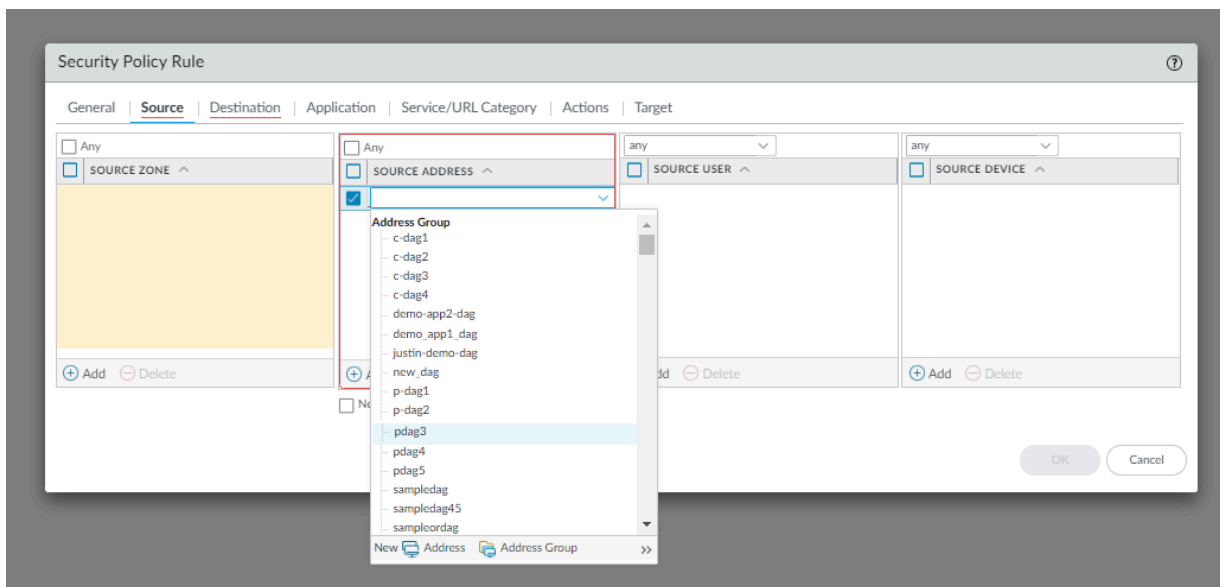 Security Policy Rule
General | Source | Destination | Application | Service/URL Category | Actions | Target
Any
SOURCE ZONE
Add Delete
Any
SOURCE ADDRESS
Address Group
c-dag1
c-dag2
c-dag3
c-dag4
demo-app2-dag
demo_app1_dag
justin-demo-dag
new_dag
p-dag1
p-dag2
pdag3
pdag4
pdag5
sampledag
sampledag45
sampleordag
New Address Address Group
any
SOURCE USER
Delete
any
SOURCE DEVICE
Add Delete
OK Cancel